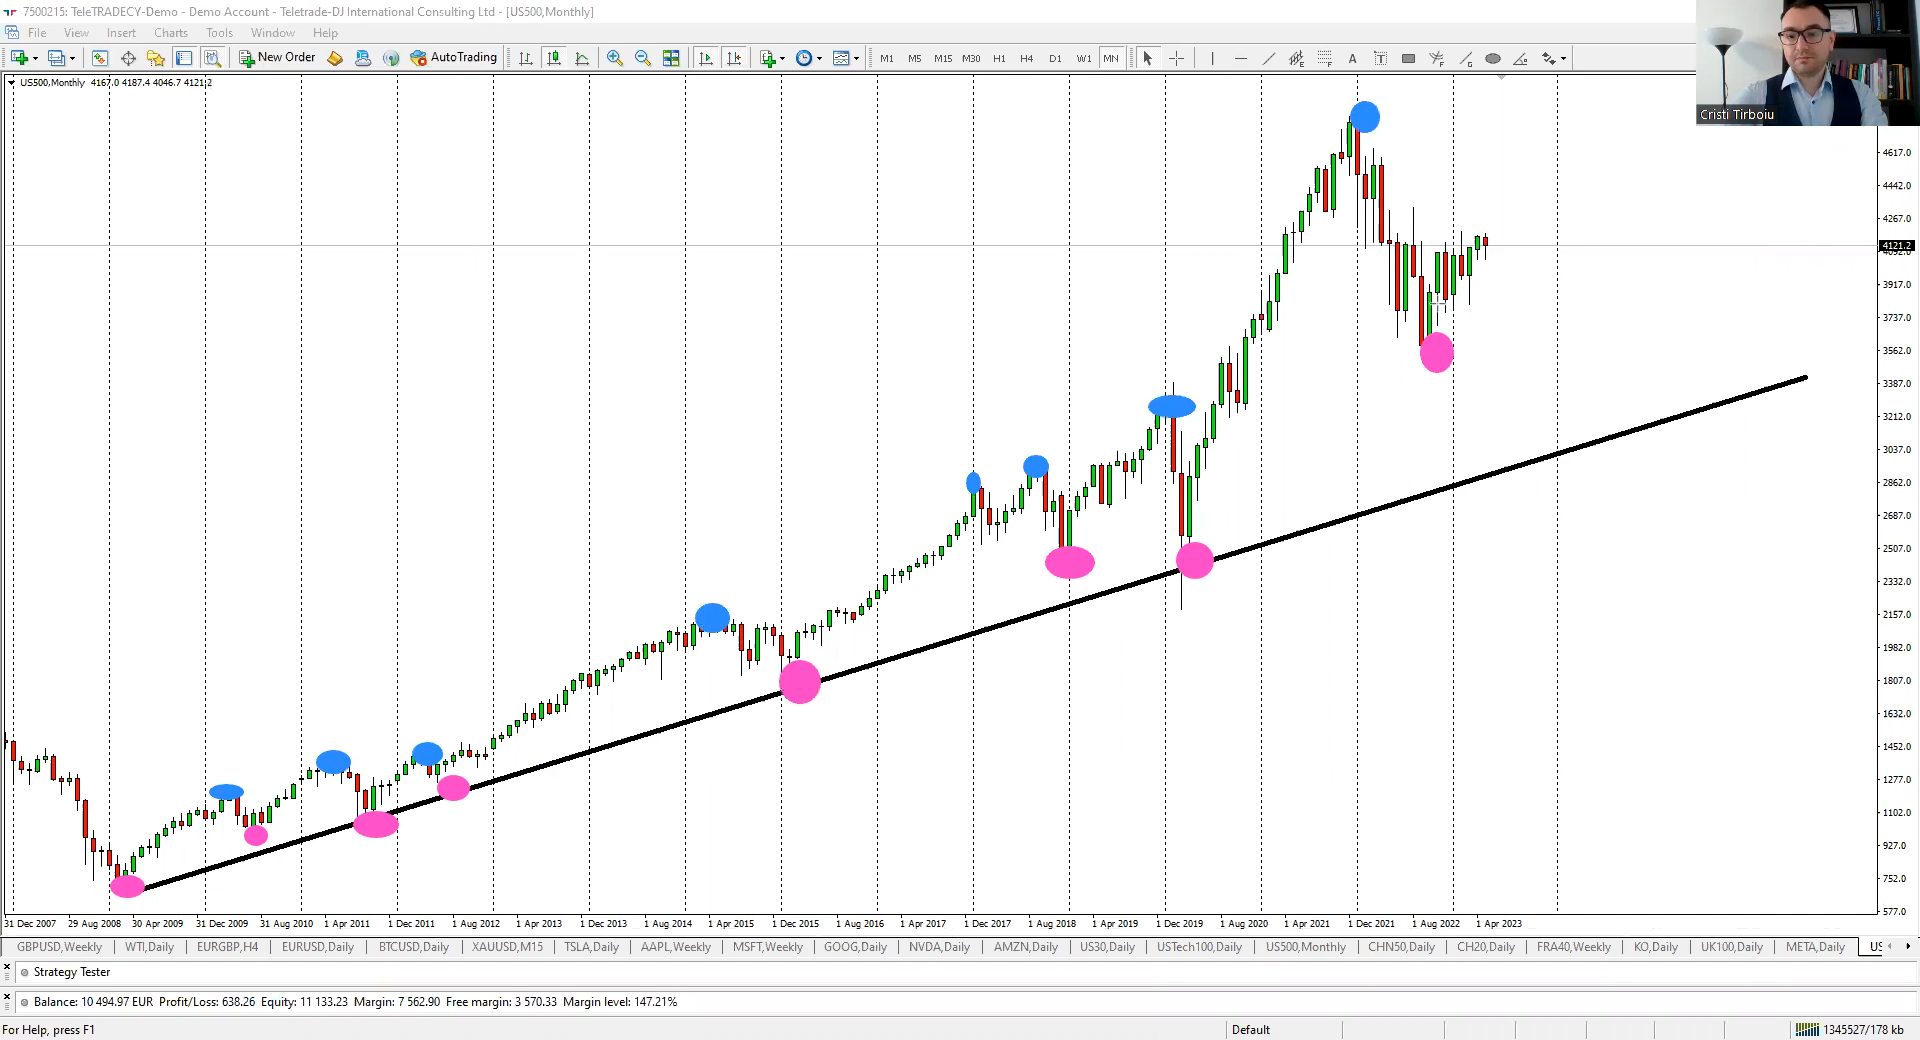 7500215: TeleTRADECY-Demo - Demo Account - Teletrade-DJ International Consulting Ltd - [US500,Monthly]
File View Insert Charts Tools Window Help
New Order AutoTrading M1 M5 M15 M30 H1 H4 D1 W1 MN A T
US500,Monthly 4167.0 4187.4 4046.7 4121.2
Cristi Tirboiu
4617.0
4442.0
4267.0
4121.2
4092.0
3917.0
3737.0
3562.0
3387.0
3212.0
3037.0
2862.0
2687.0
2507.0
2332.0
2157.0
1982.0
1807.0
1632.0
1452.0
1277.0
1102.0
927.0
752.0
577.0
31 Dec 2007 29 Aug 2008 30 Apr 2009 31 Dec 2009 31 Aug 2010 1 Apr 2011 1 Dec 2011 1 Aug 2012 1 Apr 2013 1 Dec 2013 1 Aug 2014 1 Apr 2015 1 Dec 2015 1 Aug 2016 1 Apr 2017 1 Dec 2017 1 Aug 2018 1 Apr 2019 1 Dec 2019 1 Aug 2020 1 Apr 2021 1 Dec 2021 1 Aug 2022 1 Apr 2023
GBPUSD,Weekly WTI,Daily EURGBP,H4 EURUSD,Daily BTCUSD,Daily XAUUSD,M15 TSLA,Daily AAPL,Weekly MSFT,Weekly GOOG,Daily NVDA,Daily AMZN,Daily US30,Daily USTech100,Daily US500,Monthly CHN50,Daily CH20,Daily FRA40,Weekly KO,Daily UK100,Daily META,Daily US
Strategy Tester
Balance: 10 494.97 EUR Profit/Loss: 638.26 Equity: 11 133.23 Margin: 7 562.90 Free margin: 3 570.33 Margin level: 147.21%
For Help, press F1 Default 1345527/178 kb